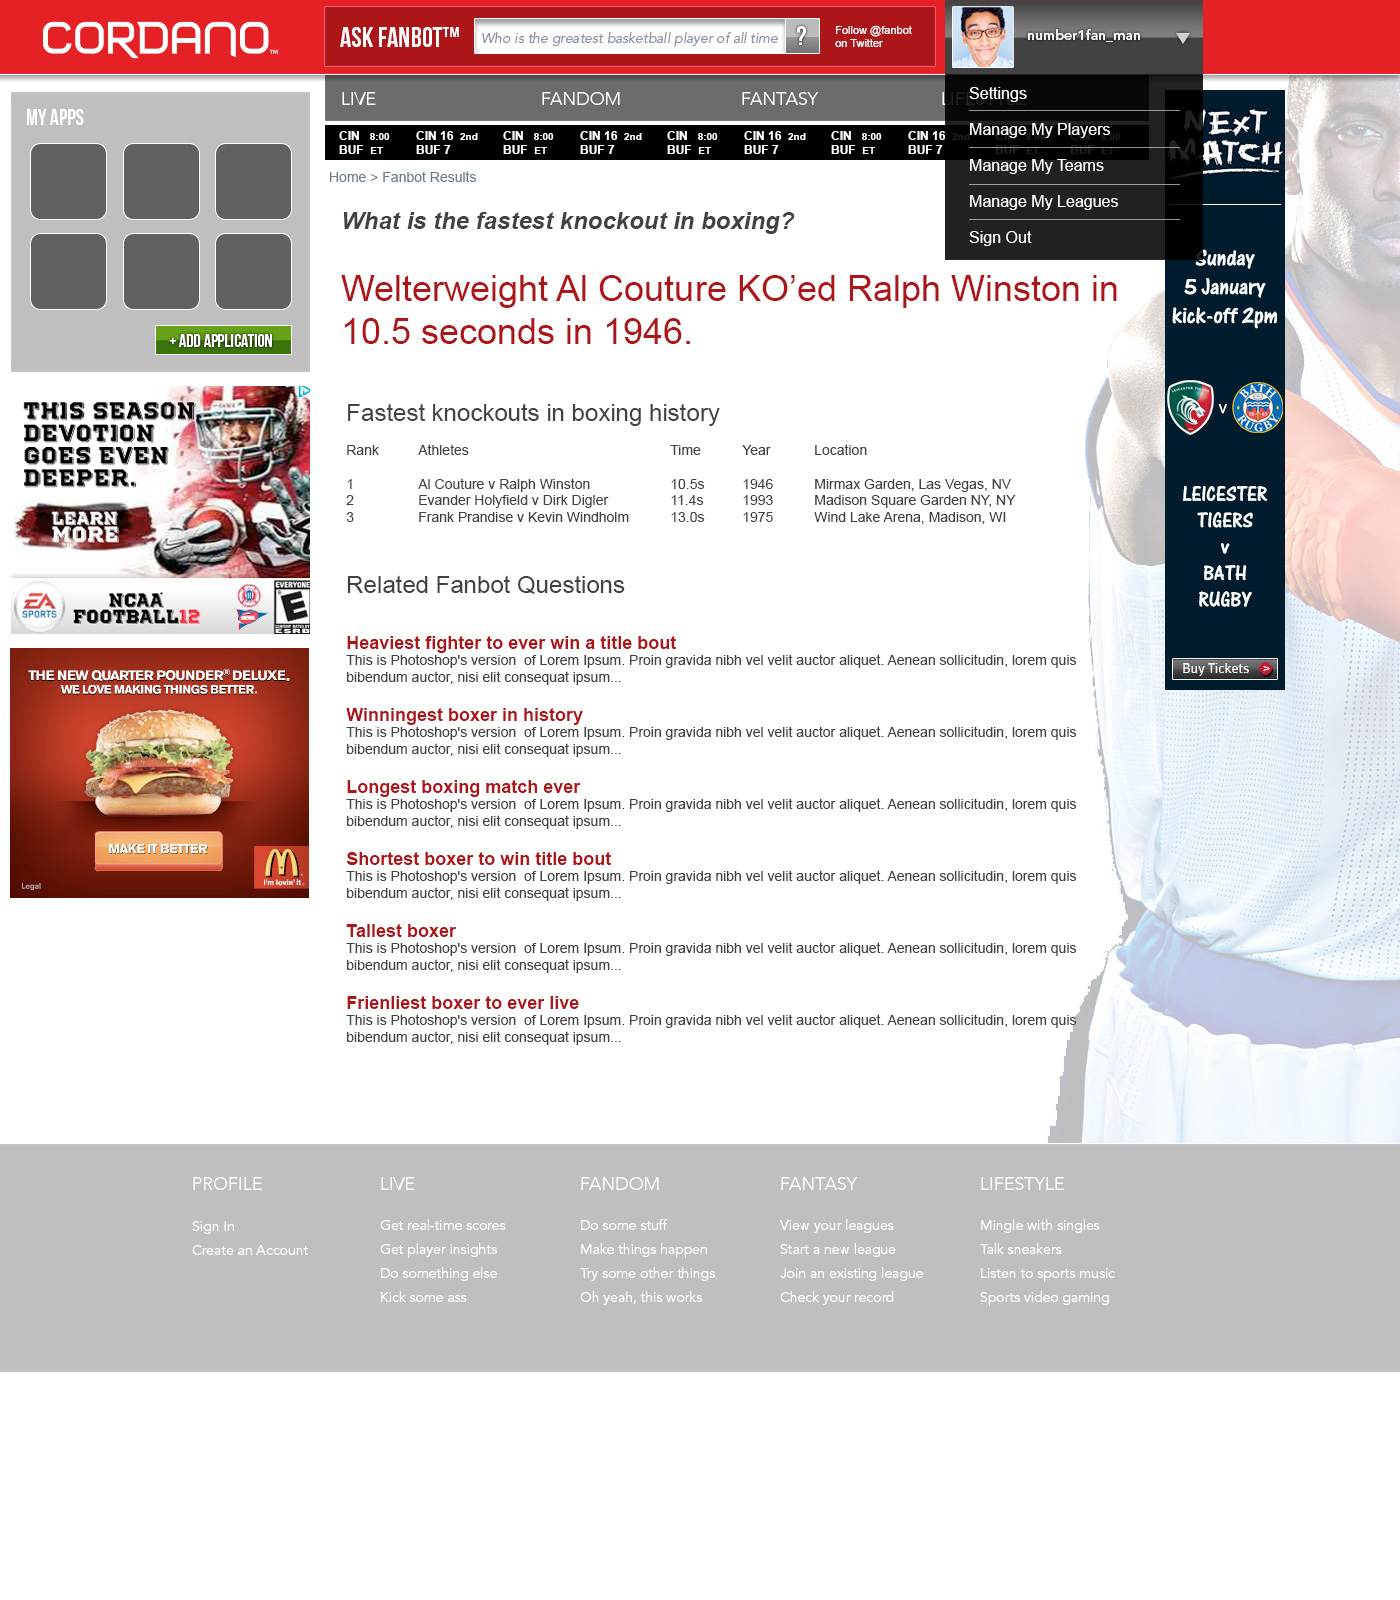 CORDANO™
ASK FANBOT™
Who is the greatest basketball player of all time
?
Follow @fanbot
on Twitter
number1fan_man
Settings
Manage My Players
Manage My Teams
Manage My Leagues
Sign Out
LIVE FANDOM FANTASY LIFESTYLE
CIN 8:00 CIN 16 2nd CIN 8:00 CIN 16 2nd CIN 8:00 CIN 16 2nd CIN 8:00 CIN 16 2nd
BUF ET BUF 7 BUF ET BUF 7 BUF ET BUF 7 BUF ET BUF 7
Home > Fanbot Results
MY APPS
+ ADD APPLICATION
THIS SEASON
DEVOTION
GOES EVEN
DEEPER.
LEARN
MORE
EA
SPORTS
NCAA
FOOTBALL 12
EVERYONE
E
CONTENT RATED BY
ESRB
THE NEW QUARTER POUNDER® DELUXE.
WE LOVE MAKING THINGS BETTER.
MAKE IT BETTER
i'm lovin' it
Legal
What is the fastest knockout in boxing?
Welterweight Al Couture KO’ed Ralph Winston in
10.5 seconds in 1946.
Fastest knockouts in boxing history
Rank Athletes Time Year Location
1 Al Couture v Ralph Winston 10.5s 1946 Mirmax Garden, Las Vegas, NV
2 Evander Holyfield v Dirk Digler 11.4s 1993 Madison Square Garden NY, NY
3 Frank Prandise v Kevin Windholm 13.0s 1975 Wind Lake Arena, Madison, WI
Related Fanbot Questions
Heaviest fighter to ever win a title bout
This is Photoshop's version of Lorem Ipsum. Proin gravida nibh vel velit auctor aliquet. Aenean sollicitudin, lorem quis
bibendum auctor, nisi elit consequat ipsum...
Winningest boxer in history
This is Photoshop's version of Lorem Ipsum. Proin gravida nibh vel velit auctor aliquet. Aenean sollicitudin, lorem quis
bibendum auctor, nisi elit consequat ipsum...
Longest boxing match ever
This is Photoshop's version of Lorem Ipsum. Proin gravida nibh vel velit auctor aliquet. Aenean sollicitudin, lorem quis
bibendum auctor, nisi elit consequat ipsum...
Shortest boxer to win title bout
This is Photoshop's version of Lorem Ipsum. Proin gravida nibh vel velit auctor aliquet. Aenean sollicitudin, lorem quis
bibendum auctor, nisi elit consequat ipsum...
Tallest boxer
This is Photoshop's version of Lorem Ipsum. Proin gravida nibh vel velit auctor aliquet. Aenean sollicitudin, lorem quis
bibendum auctor, nisi elit consequat ipsum...
Frienliest boxer to ever live
This is Photoshop's version of Lorem Ipsum. Proin gravida nibh vel velit auctor aliquet. Aenean sollicitudin, lorem quis
bibendum auctor, nisi elit consequat ipsum...
NExT
MATCH
Sunday
5 January
kick-off 2pm
LEICESTER TIGERS
v
BATH
RUGBY
LEICESTER
TIGERS
v
BATH
RUGBY
Buy Tickets >
PROFILE
Sign In
Create an Account
LIVE
Get real-time scores
Get player insights
Do something else
Kick some ass
FANDOM
Do some stuff
Make things happen
Try some other things
Oh yeah, this works
FANTASY
View your leagues
Start a new league
Join an existing league
Check your record
LIFESTYLE
Mingle with singles
Talk sneakers
Listen to sports music
Sports video gaming